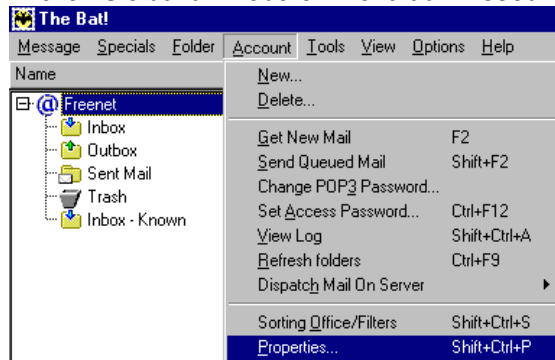 The Bat!
Message Specials Folder Account Tools View Options Help
Name
Freenet
Inbox
Outbox
Sent Mail
Trash
Inbox - Known
New...
Delete...
Get New Mail F2
Send Queued Mail Shift+F2
Change POP3 Password...
Set Access Password... Ctrl+F12
View Log Shift+Ctrl+A
Refresh folders Ctrl+F9
Dispatch Mail On Server
Sorting Office/Filters Shift+Ctrl+S
Properties... Shift+Ctrl+P